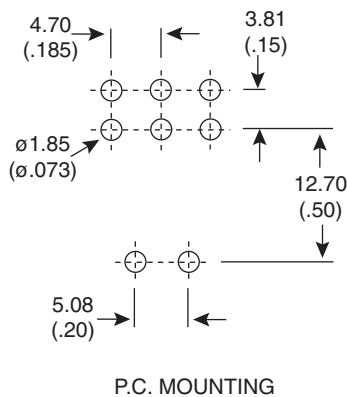 4.70
(.185)
3.81
(.15)
ø1.85
(ø.073)
12.70
(.50)
5.08
(.20)
P.C. MOUNTING